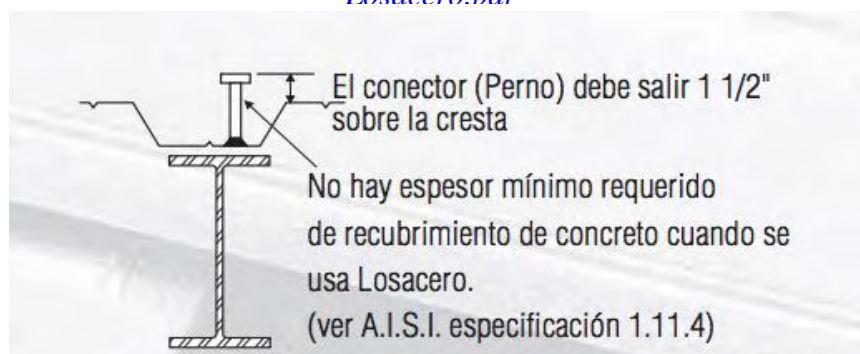 El conector (Perno) debe salir 1 1/2"
sobre la cresta
No hay espesor mínimo requerido
de recubrimiento de concreto cuando se
usa Losacero.
(ver A.I.S.I. especificación 1.11.4)